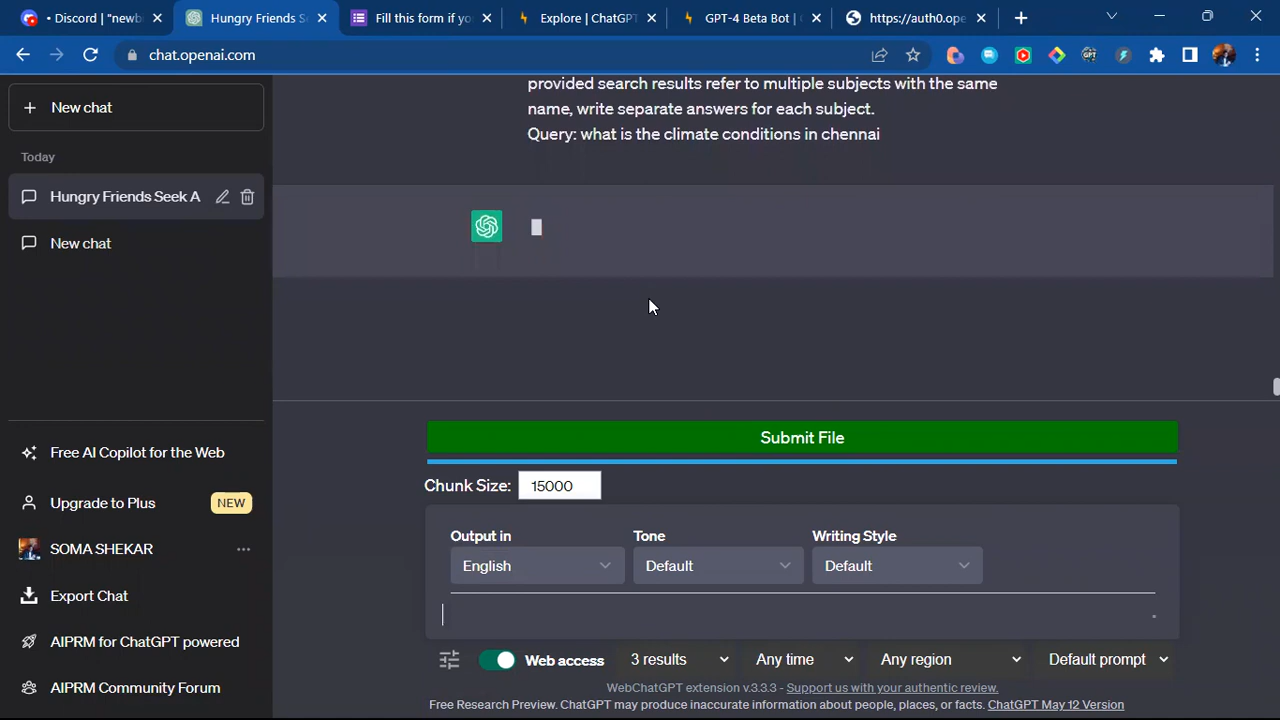 • Discord | "newbi
Hungry Friends S
Fill this form if yo
Explore | ChatGPT
GPT-4 Beta Bot |
https://auth0.ope
chat.openai.com
New chat
Today
Hungry Friends Seek A
New chat
Free AI Copilot for the Web
Upgrade to Plus
NEW
SOMA SHEKAR
Export Chat
AIPRM for ChatGPT powered
AIPRM Community Forum
provided search results refer to multiple subjects with the same
name, write separate answers for each subject.
Query: what is the climate conditions in chennai
Submit File
Chunk Size: 15000
Output in Tone Writing Style
English Default Default
Web access 3 results Any time Any region Default prompt
WebChatGPT extension v.3.3.3 - Support us with your authentic review.
Free Research Preview. ChatGPT may produce inaccurate information about people, places, or facts. ChatGPT May 12 Version